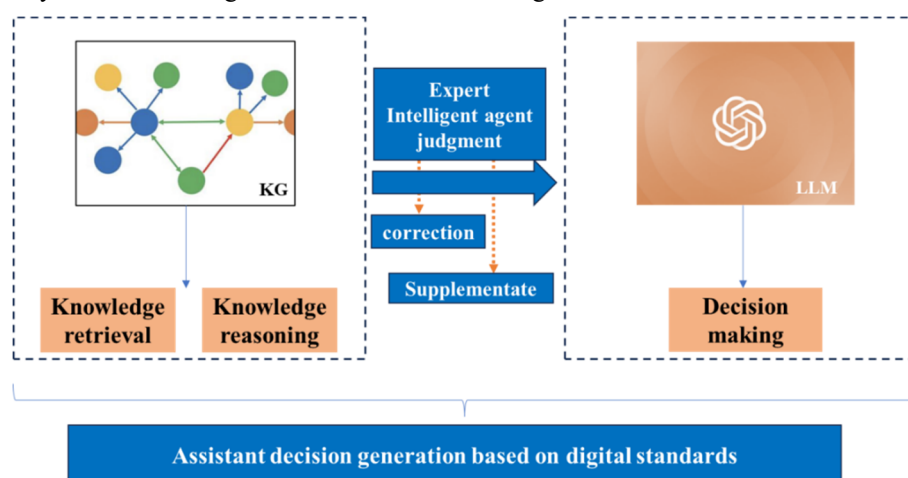 Expert
Intelligent agent
judgment
KG
LLM
correction
Supplementate
Knowledge
retrieval
Knowledge
reasoning
Decision
making
Assistant decision generation based on digital standards